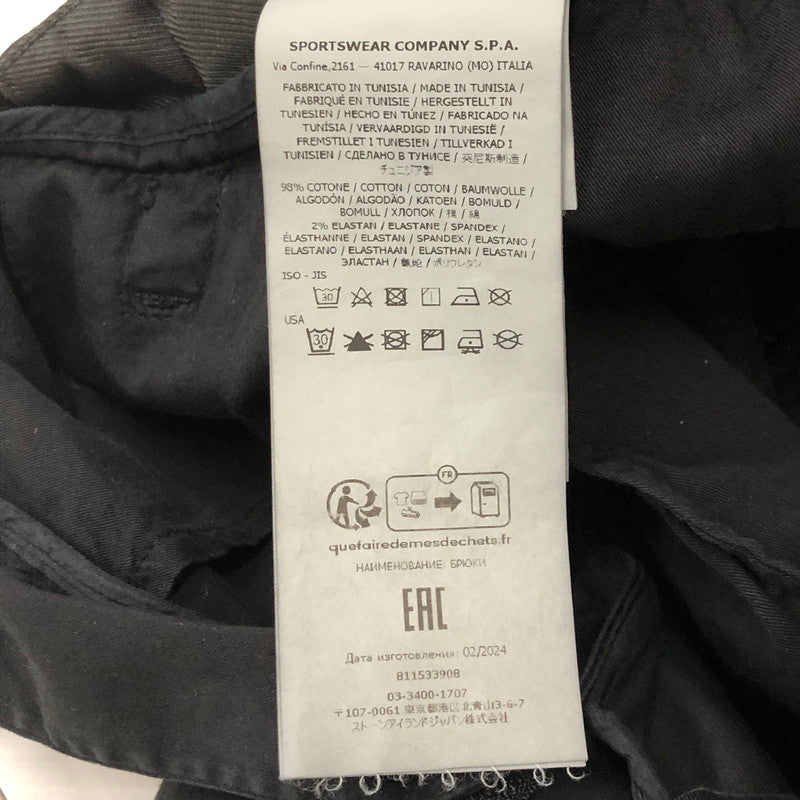 SPORTSWEAR COMPANY S.P.A.
Via Confine,2161 — 41017 RAVARINO (MO) ITALIA
FABBRICATO IN TUNISIA / MADE IN TUNISIA /
FABRIQUÉ EN TUNISIE / HERGESTELLT IN
TUNESIEN / HECHO EN TÚNEZ / FABRICADO NA
TUNÍSIA / VERVAARDIGD IN TUNESIË /
FREMSTILLET I TUNESIEN / TILLVERKAD I
TUNISIEN / СДЕЛАНО В ТУНИСЕ / 突尼斯制造 /
チュニジア製
98% COTONE / COTTON / COTON / BAUMWOLLE /
ALGODÓN / ALGODÃO / KATOEN / BOMULD /
BOMULL / ХЛОПОК / 棉 / 綿
2% ELASTAN / ELASTANE / SPANDEX /
ÉLASTHANNE / ELASTAN / SPANDEX / ELASTANO /
ELASTANO / ELASTHAAN / ELASTHAN / ELASTAN /
ЭЛАСТАН / 氨纶 / ポリウレタン
ISO - JIS
30
USA
30
FR
quefairedemesdechets.fr
НАИМЕНОВАНИЕ: БРЮКИ
EAC
Дата изготовления: 02/2024
811533908
03-3400-1707
〒107-0061 東京都港区北青山3-6-7
ストーンアイランドジャパン株式会社